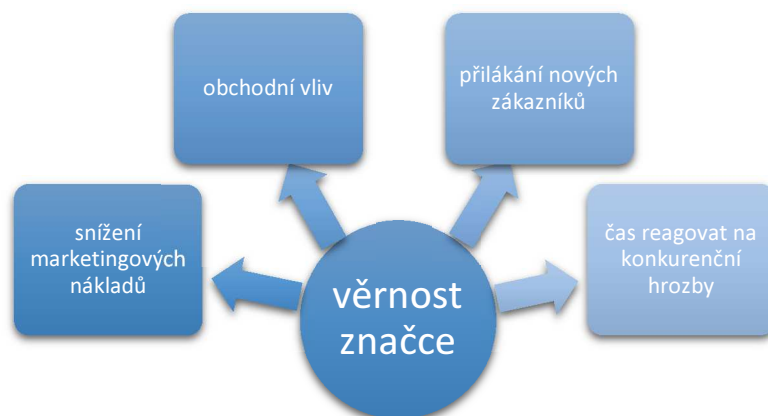 obchodní vliv
přilákání nových
zákazníků
snížení
marketingových
nákladů
čas reagovat na
konkurenční
hrozby
věrnost
značce